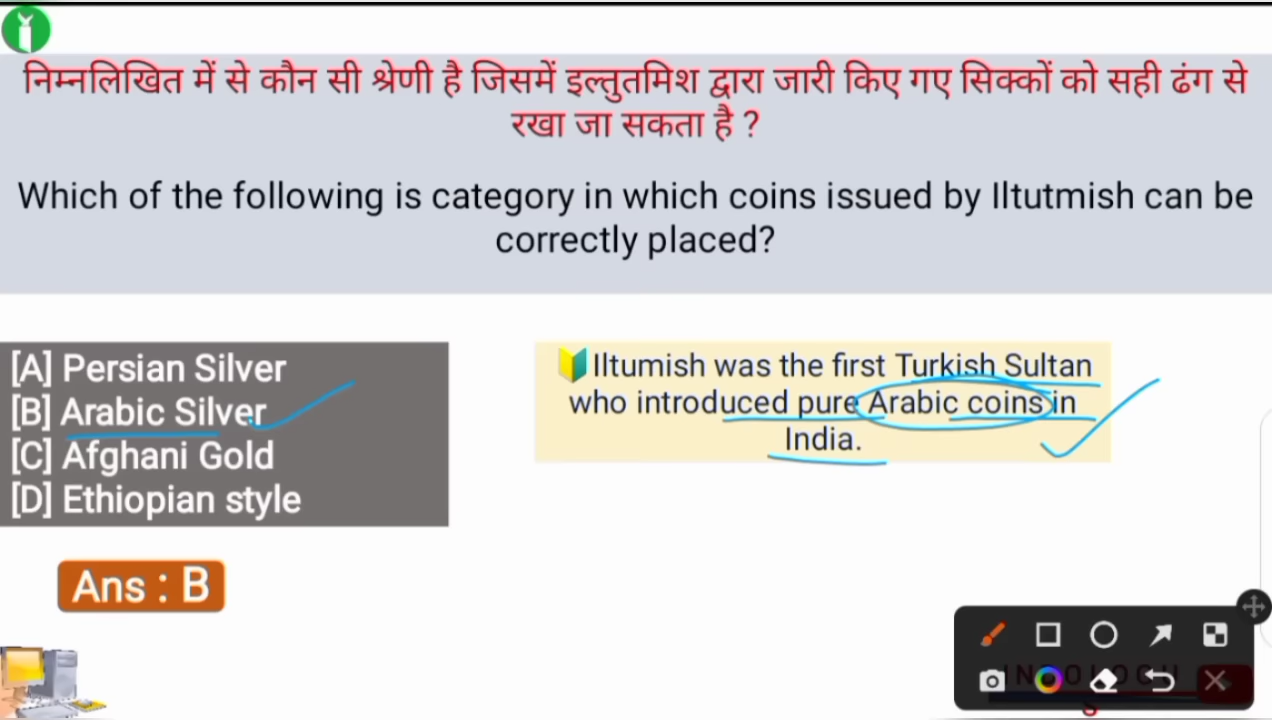 निम्नलिखित में से कौन सी श्रेणी है जिसमें इल्तुतमिश द्वारा जारी किए गए सिक्कों को सही ढंग से
रखा जा सकता है ?
Which of the following is category in which coins issued by Iltutmish can be
correctly placed?
[A] Persian Silver
[B] Arabic Silver
[C] Afghani Gold
[D] Ethiopian style
Iltumish was the first Turkish Sultan
who introduced pure Arabic coins in
India.
Ans : B